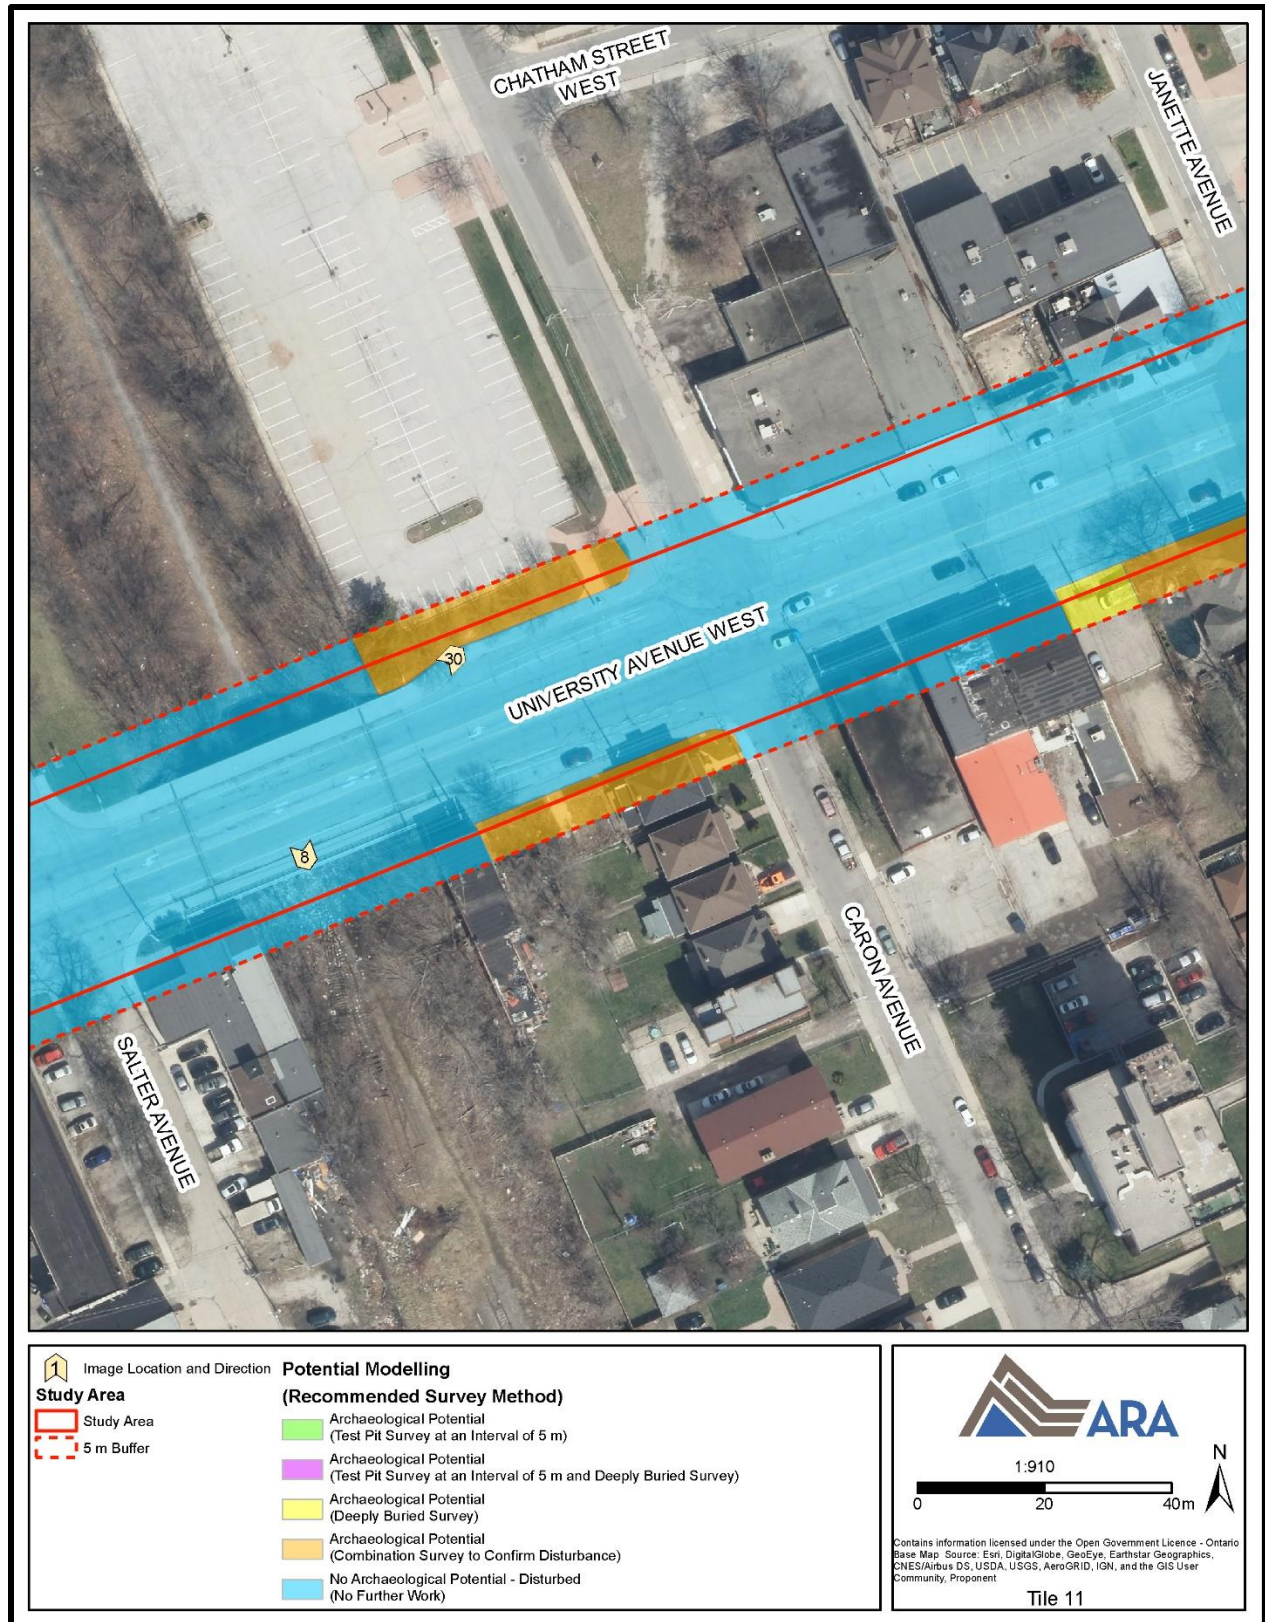 CHATHAM STREET
WEST
JANETTE AVENUE
30
UNIVERSITY AVENUE WEST
8
CARON AVENUE
SALTER AVENUE
1 Image Location and Direction
Study Area
Study Area
5 m Buffer
Potential Modelling
(Recommended Survey Method)
Archaeological Potential
(Test Pit Survey at an Interval of 5 m)
Archaeological Potential
(Test Pit Survey at an Interval of 5 m and Deeply Buried Survey)
Archaeological Potential
(Deeply Buried Survey)
Archaeological Potential
(Combination Survey to Confirm Disturbance)
No Archaeological Potential - Disturbed
(No Further Work)
ARA
1:910
N
0 20 40m
Contains information licensed under the Open Government Licence - Ontario
Base Map Source: Esri, DigitalGlobe, GeoEye, Earthstar Geographics,
CNES/Airbus DS, USDA, USGS, AeroGRID, IGN, and the GIS User
Community, Proponent
Tile 11